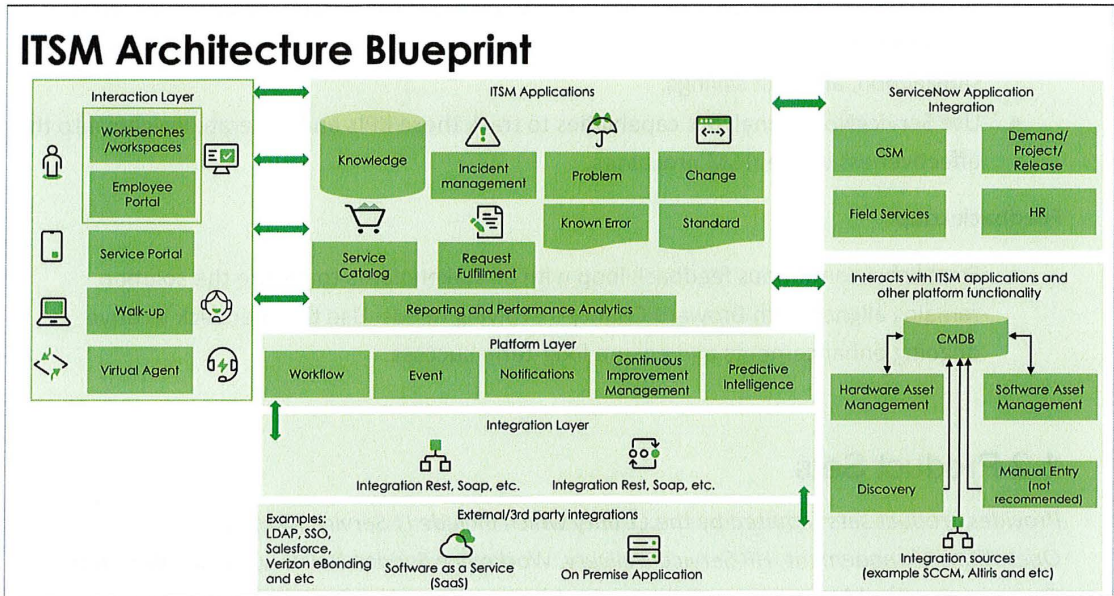 ITSM Architecture Blueprint
Interaction Layer
Workbenches
/workspaces
Employee
Portal
Service Portal
Walk-up
Virtual Agent
ITSM Applications
Knowledge
Incident
management
Problem
Change
Known Error
Standard
Service
Catalog
Request
Fulfillment
Reporting and Performance Analytics
Platform Layer
Workflow
Event
Notifications
Continuous
Improvement
Management
Predictive
Intelligence
Integration Layer
Integration Rest, Soap, etc.
Integration Rest, Soap, etc.
External/3rd party integrations
Examples:
LDAP, SSO,
Salesforce,
Verizon eBonding
and etc
Software as a Service
(SaaS)
On Premise Application
ServiceNow Application
Integration
CSM
Demand/
Project/
Release
Field Services
HR
Interacts with ITSM applications and
other platform functionality
CMDB
Hardware Asset
Management
Software Asset
Management
Discovery
Manual Entry
(not
recommended)
Integration sources
(example SCCM, Altiris and etc)